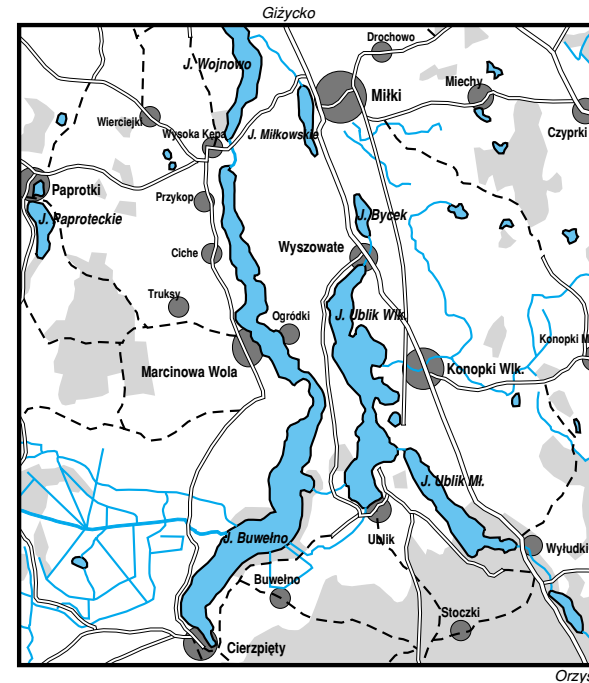 Giżycko
Drochowo
J. Wojnowo
Miechy
Miłki
Wierciejki
Czyprki
Wysoka Kępa
J. Miłkowskie
Paprotki
Przykop
J. Paproteckie
J. Bycek
Wyszowate
Ciche
Truksy
J. Ublik Wlk.
Ogródki
Konopki M
Marcinowa Wola
Konopki Wlk.
J. Ublik Mł.
J. Buwełno
Ublik
Wyłudki
Buwełno
Stoczki
Cierzpięty
Orzys